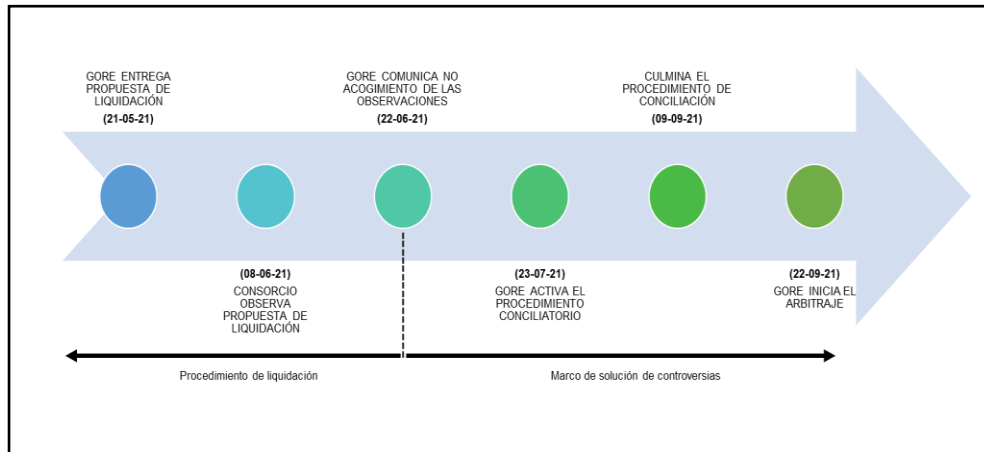 GORE ENTREGA
PROPUESTA DE
LIQUIDACIÓN
(21-05-21)
GORE COMUNICA NO
ACOGIMIENTO DE LAS
OBSERVACIONES
(22-06-21)
CULMINA EL
PROCEDIMIENTO DE
CONCILIACIÓN
(09-09-21)
(08-06-21)
CONSORCIO
OBSERVA
PROPUESTA DE
LIQUIDACIÓN
(23-07-21)
GORE ACTIVA EL
PROCEDIMIENTO
CONCILIATORIO
(22-09-21)
GORE INICIA EL
ARBITRAJE
Procedimiento de liquidación
Marco de solución de controversias